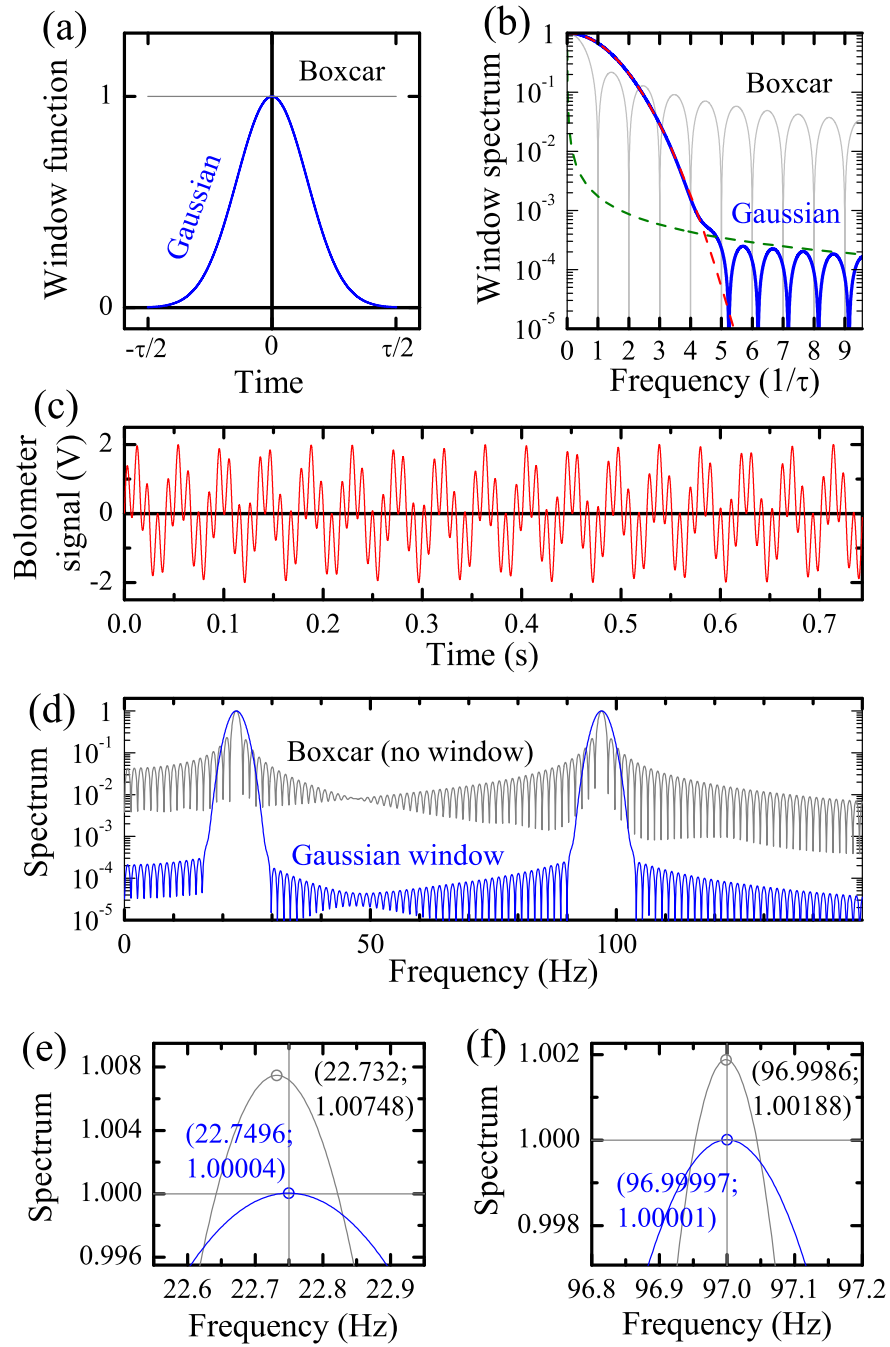 (a)
Window function
1
0
Boxcar
Gaussian
-τ/2
0
τ/2
Time
(b)
Window spectrum
1
10-1
10-2
10-3
10-4
10-5
Boxcar
Gaussian
0 1 2 3 4 5 6 7 8 9
Frequency (1/τ)
(c)
Bolometer
signal (V)
2
0
-2
0.0 0.1 0.2 0.3 0.4 0.5 0.6 0.7
Time (s)
(d)
Spectrum
1
10-1
10-2
10-3
10-4
10-5
Boxcar (no window)
Gaussian window
0 50 100
Frequency (Hz)
(e)
Spectrum
1.008
1.004
1.000
0.996
(22.732;
1.00748)
(22.7496;
1.00004)
22.6 22.7 22.8 22.9
Frequency (Hz)
(f)
Spectrum
1.002
1.000
0.998
(96.9986;
1.00188)
(96.99997;
1.00001)
96.8 96.9 97.0 97.1 97.2
Frequency (Hz)